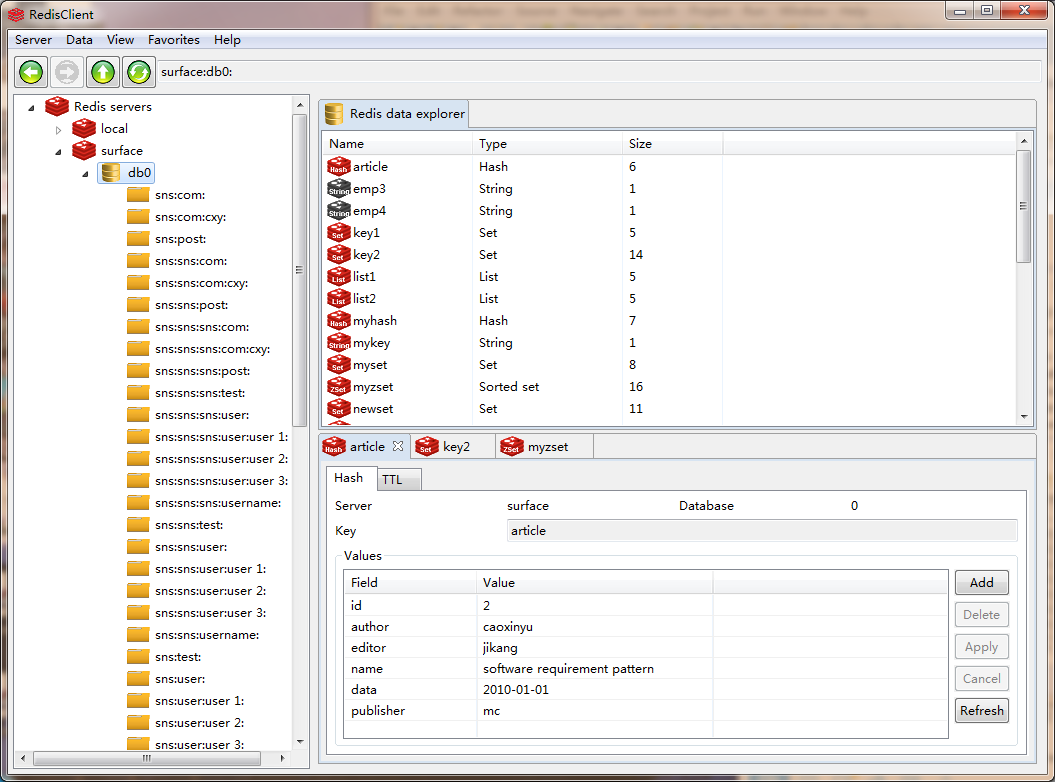 RedisClient
Server Data View Favorites Help
surface:db0:
Redis servers
local
surface
db0
sns:com:
sns:com:cxy:
sns:post:
sns:sns:com:
sns:sns:com:cxy:
sns:sns:post:
sns:sns:sns:com:
sns:sns:sns:com:cxy:
sns:sns:sns:post:
sns:sns:sns:test:
sns:sns:sns:user:
sns:sns:sns:user:user 1:
sns:sns:sns:user:user 2:
sns:sns:sns:user:user 3:
sns:sns:sns:username:
sns:sns:test:
sns:sns:user:
sns:sns:user:user 1:
sns:sns:user:user 2:
sns:sns:user:user 3:
sns:sns:username:
sns:test:
sns:user:
sns:user:user 1:
sns:user:user 2:
sns:user:user 3:
Redis data explorer
Name Type Size
Hash article Hash 6
String emp3 String 1
String emp4 String 1
Set key1 Set 5
Set key2 Set 14
List list1 List 5
List list2 List 5
Hash myhash Hash 7
String mykey String 1
Set myset Set 8
ZSet myzset Sorted set 16
Set newset Set 11
Hash article Set key2 ZSet myzset
Hash TTL
Server surface Database 0
Key article
Values
Field Value
id 2
author caoxinyu
editor jikang
name software requirement pattern
data 2010-01-01
publisher mc
Add
Delete
Apply
Cancel
Refresh